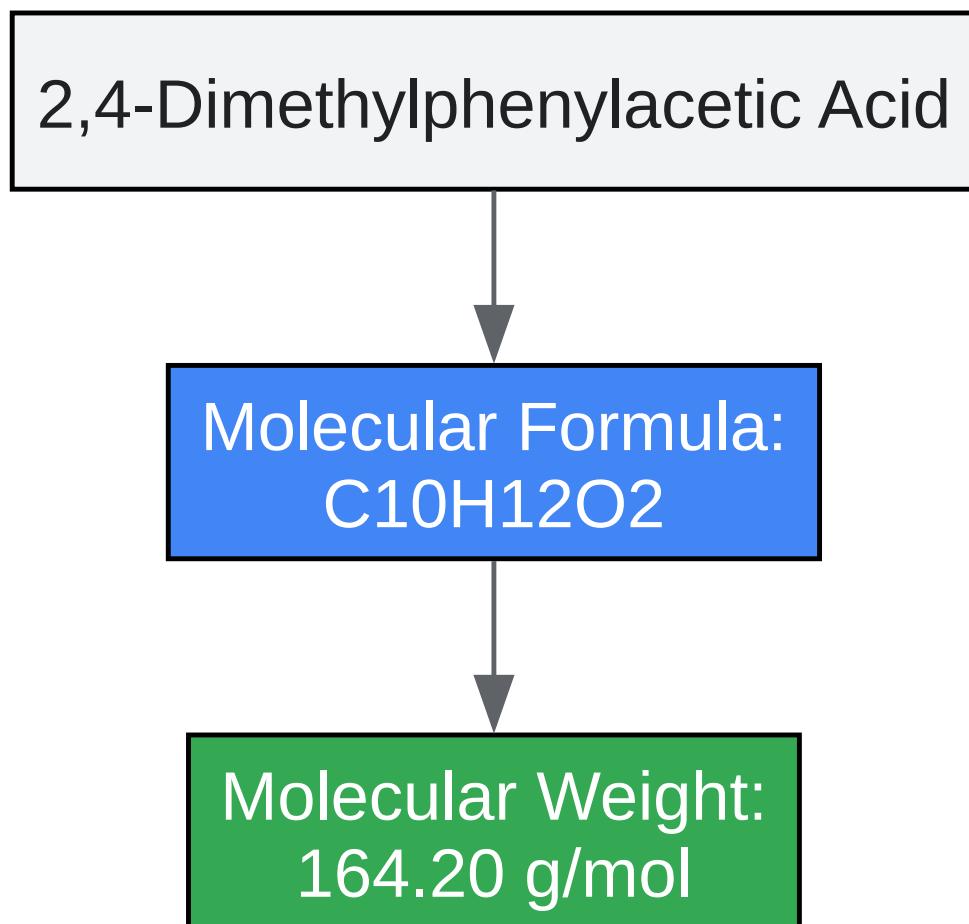 2,4-Dimethylphenylacetic Acid
Molecular Formula:
C10H12O2
Molecular Weight:
164.20 g/mol